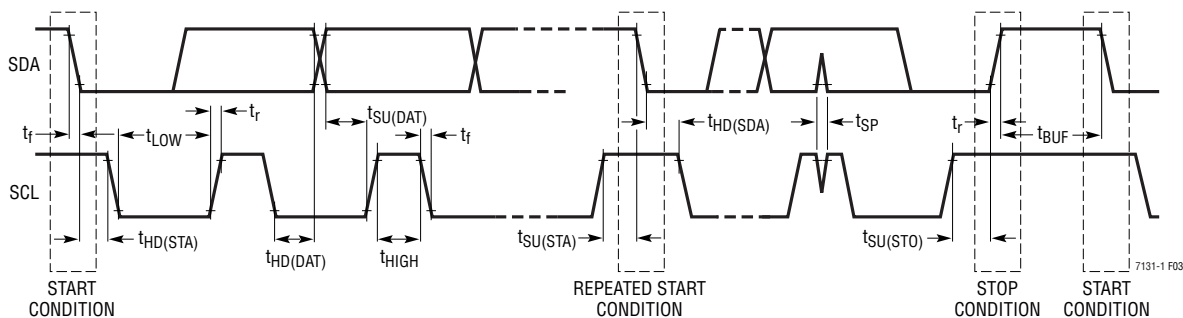 SDA
tf
tLOW
tr
tSU(DAT)
tf
tHD(SDA)
tSP
tr
tBUF
SCL
tHD(STA)
tHD(DAT)
tHIGH
tSU(STA)
tSU(STO)
7131-1 F03
START
CONDITION
REPEATED START
CONDITION
STOP
CONDITION
START
CONDITION